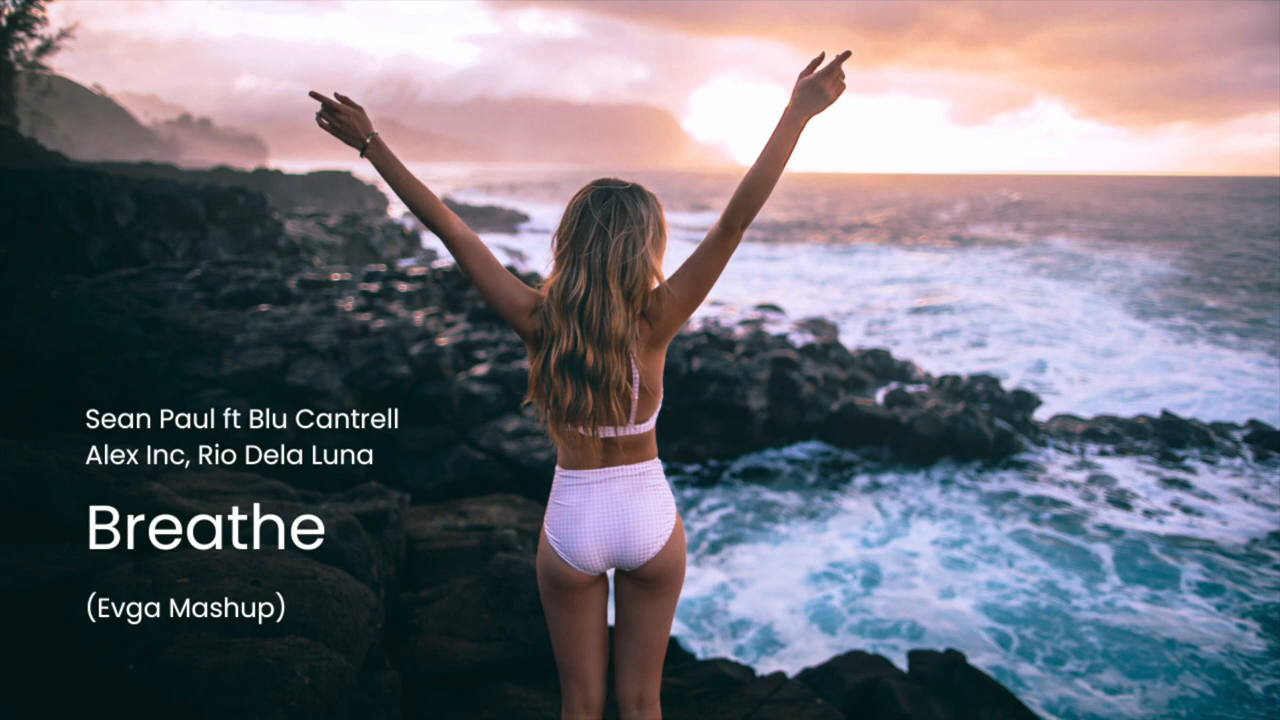 Sean Paul ft Blu Cantrell
Alex Inc, Rio Dela Luna
Breathe
(Evga Mashup)